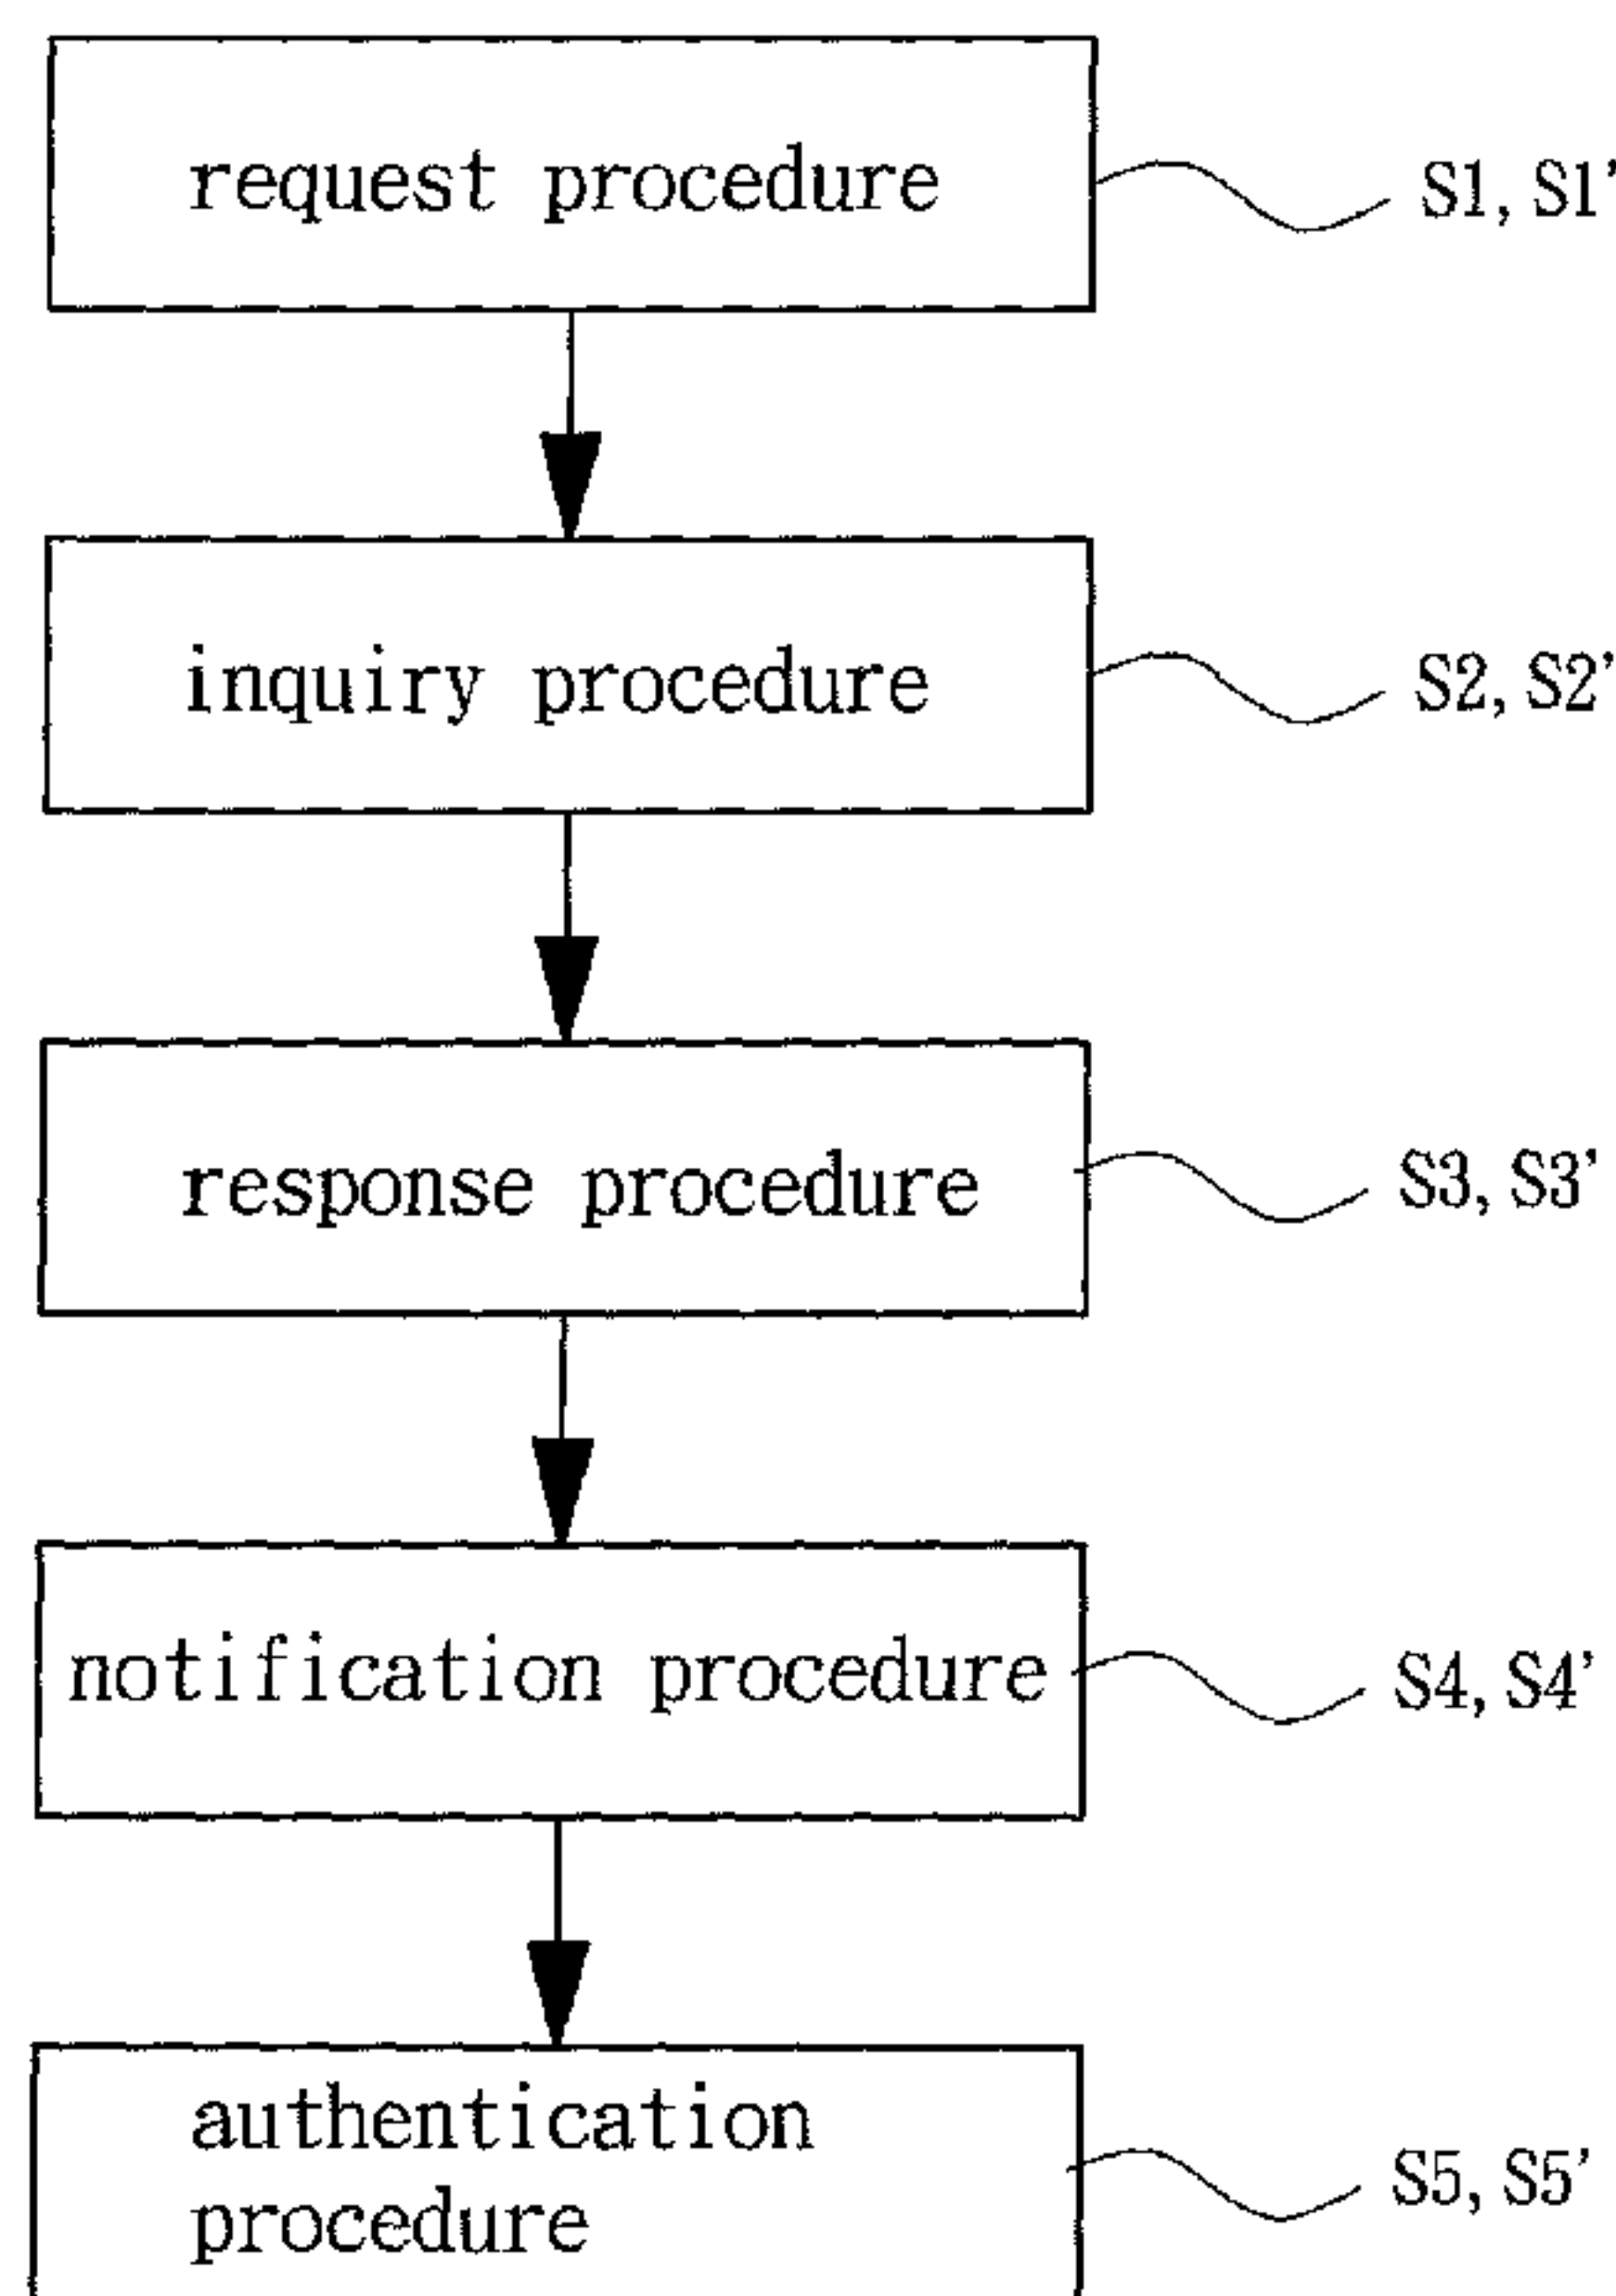 request procedure
S1, S1'
inquiry procedure
S2, S2'
response procedure
S3, S3'
notification procedure
S4, S4'
authentication
procedure
S5, S5'